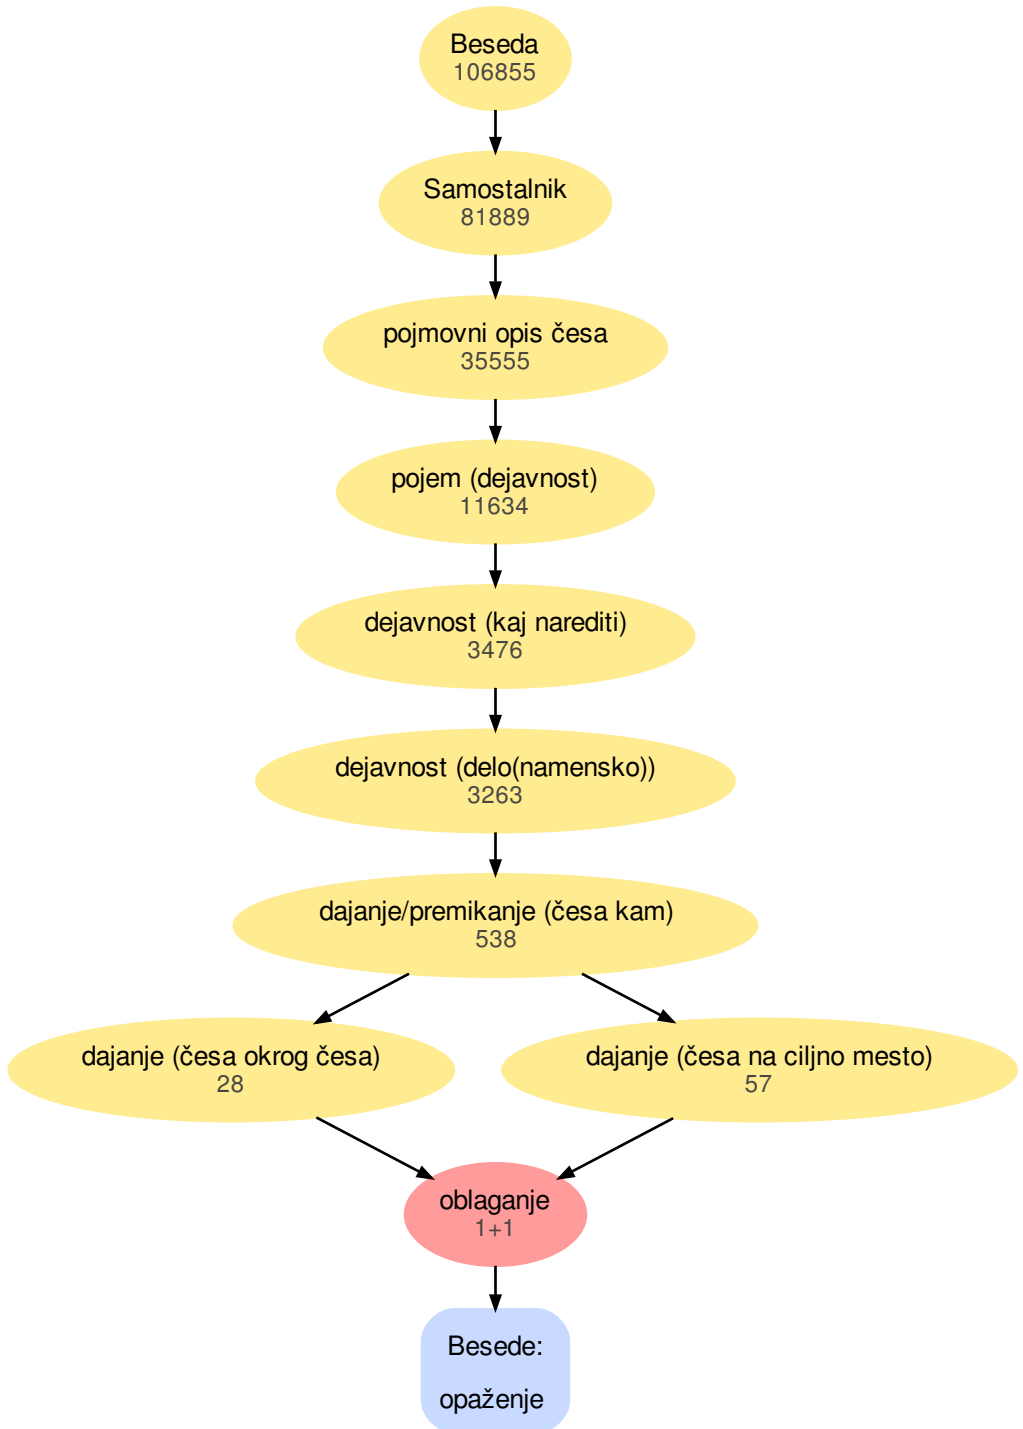 Beseda
106855
Samostalnik
81889
pojmovni opis česa
35555
pojem (dejavnost)
11634
dejavnost (kaj narediti)
3476
dejavnost (delo(namensko))
3263
dajanje/premikanje (česa kam)
538
dajanje (česa okrog česa)
28
dajanje (česa na ciljno mesto)
57
oblaganje
1+1
Besede:
opaženje